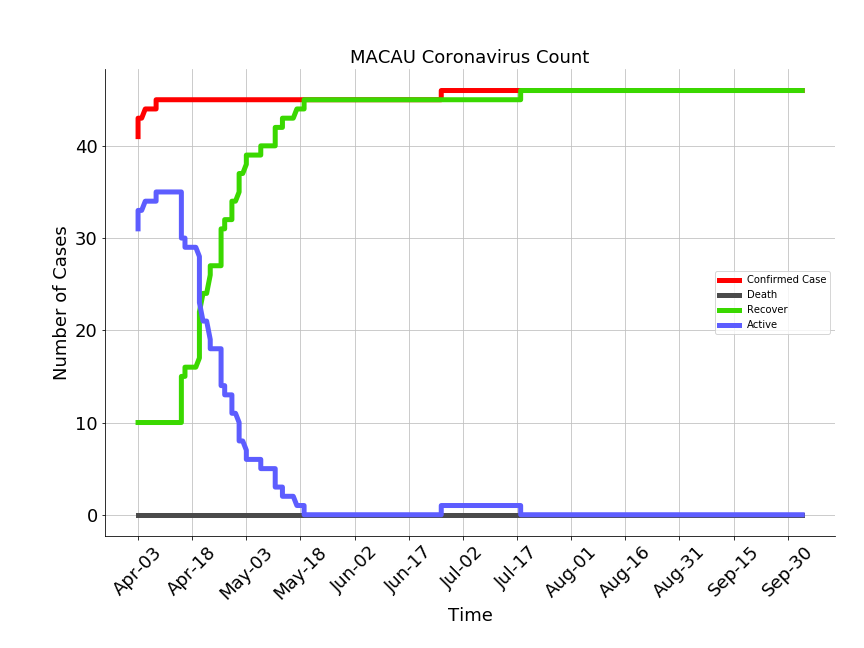 MACAU Coronavirus Count
Number of Cases
40
30
20
10
0
Confirmed Case
Death
Recover
Active
Apr-03
Apr-18
May-03
May-18
Jun-02
Jun-17
Jul-02
Jul-17
Aug-01
Aug-16
Aug-31
Sep-15
Sep-30
Time